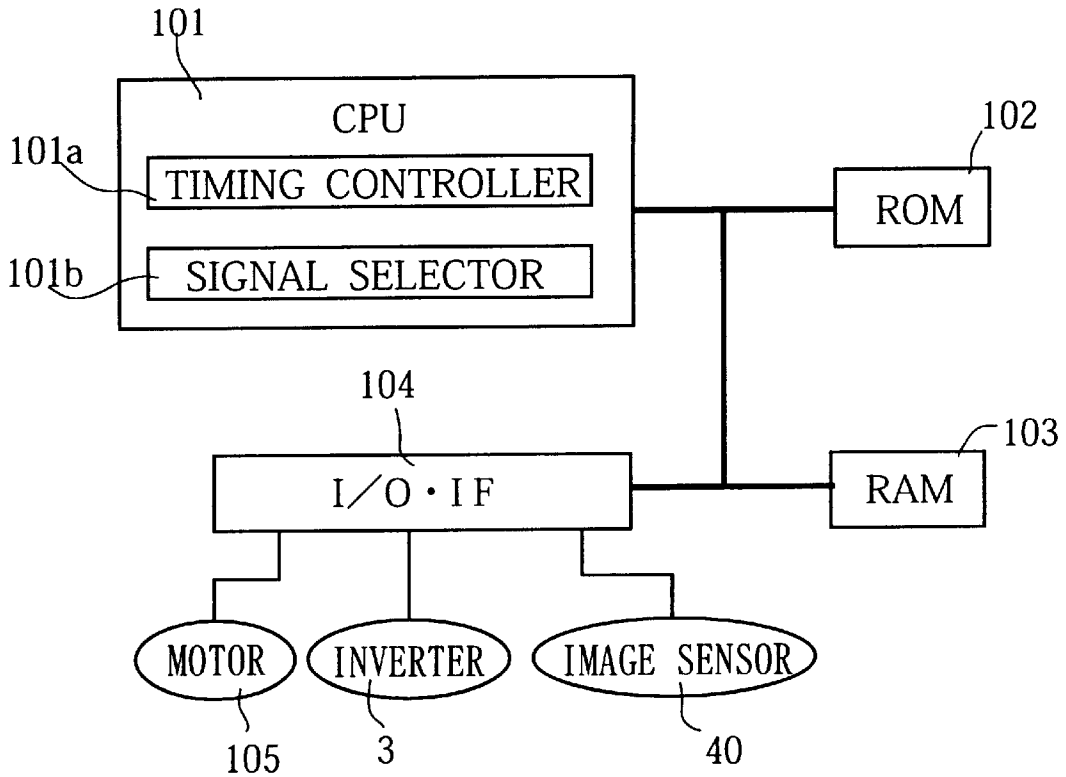 101
CPU
102
101a
TIMING CONTROLLER
ROM
101b
SIGNAL SELECTOR
104
103
I/O・IF
RAM
MOTOR
INVERTER
IMAGE SENSOR
105
3
40